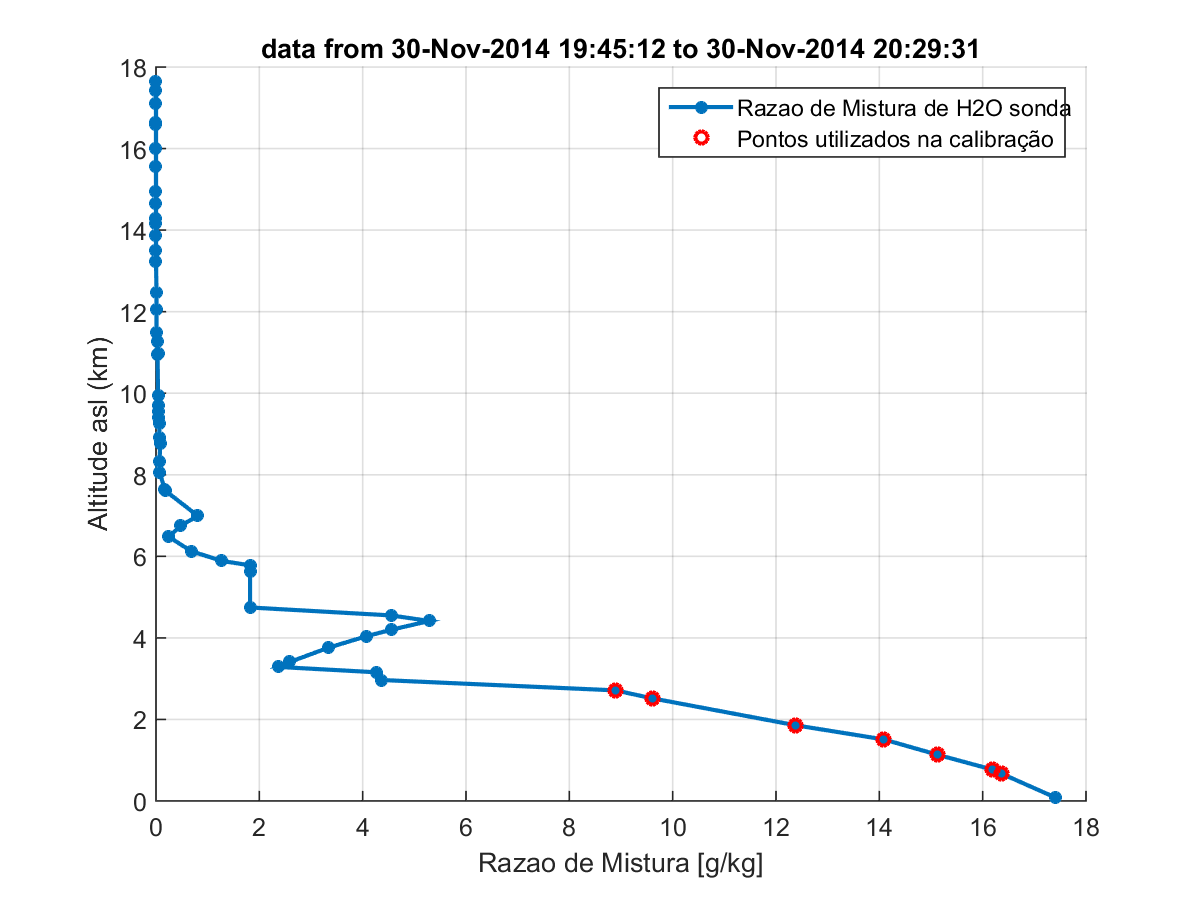 data from 30-Nov-2014 19:45:12 to 30-Nov-2014 20:29:31
Razao de Mistura de H2O sonda
Pontos utilizados na calibração
Altitude asl (km)
18
16
14
12
10
8
6
4
2
0
0 2 4 6 8 10 12 14 16 18
Razao de Mistura [g/kg]